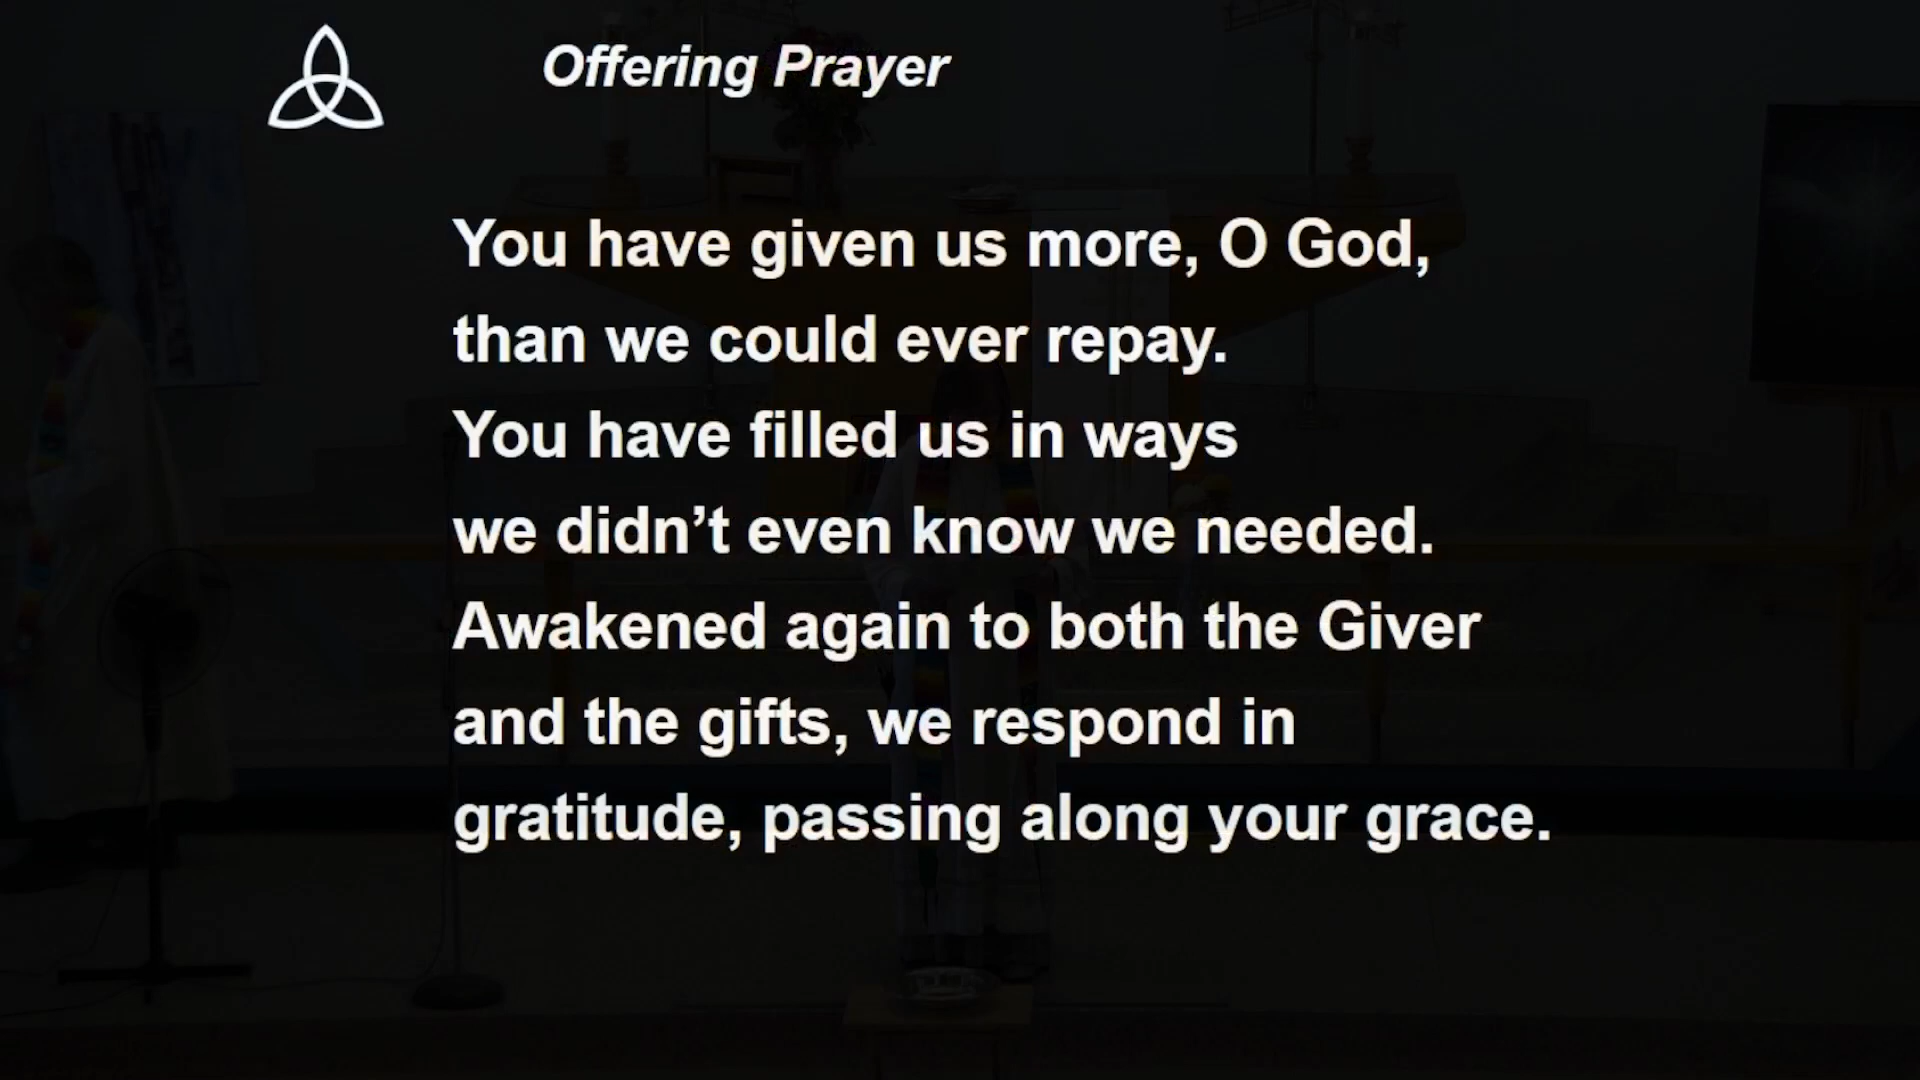 Offering Prayer
You have given us more, O God,
than we could ever repay.
You have filled us in ways
we didn’t even know we needed.
Awakened again to both the Giver
and the gifts, we respond in
gratitude, passing along your grace.